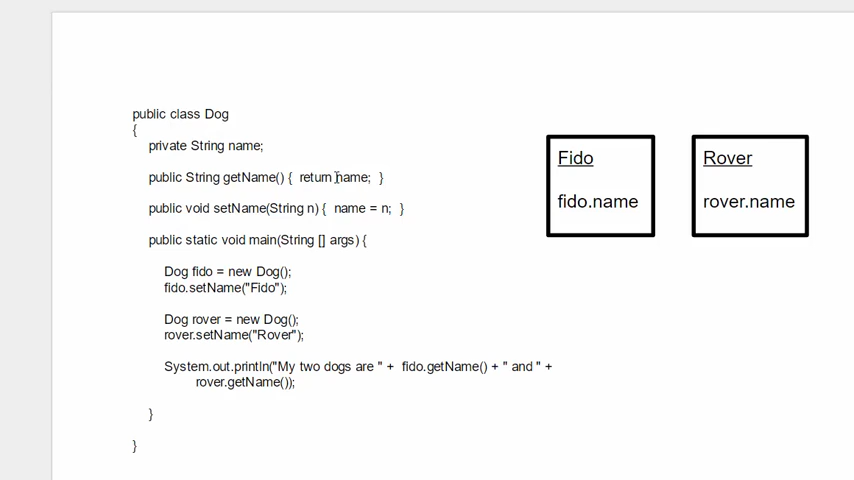 public class Dog
{
private String name;
public String getName() { return name; }
public void setName(String n) { name = n; }
public static void main(String [] args) {
Dog fido = new Dog();
fido.setName("Fido");
Dog rover = new Dog();
rover.setName("Rover");
System.out.println("My two dogs are " + fido.getName() + " and " +
rover.getName());
}
}
Fido
fido.name
Rover
rover.name